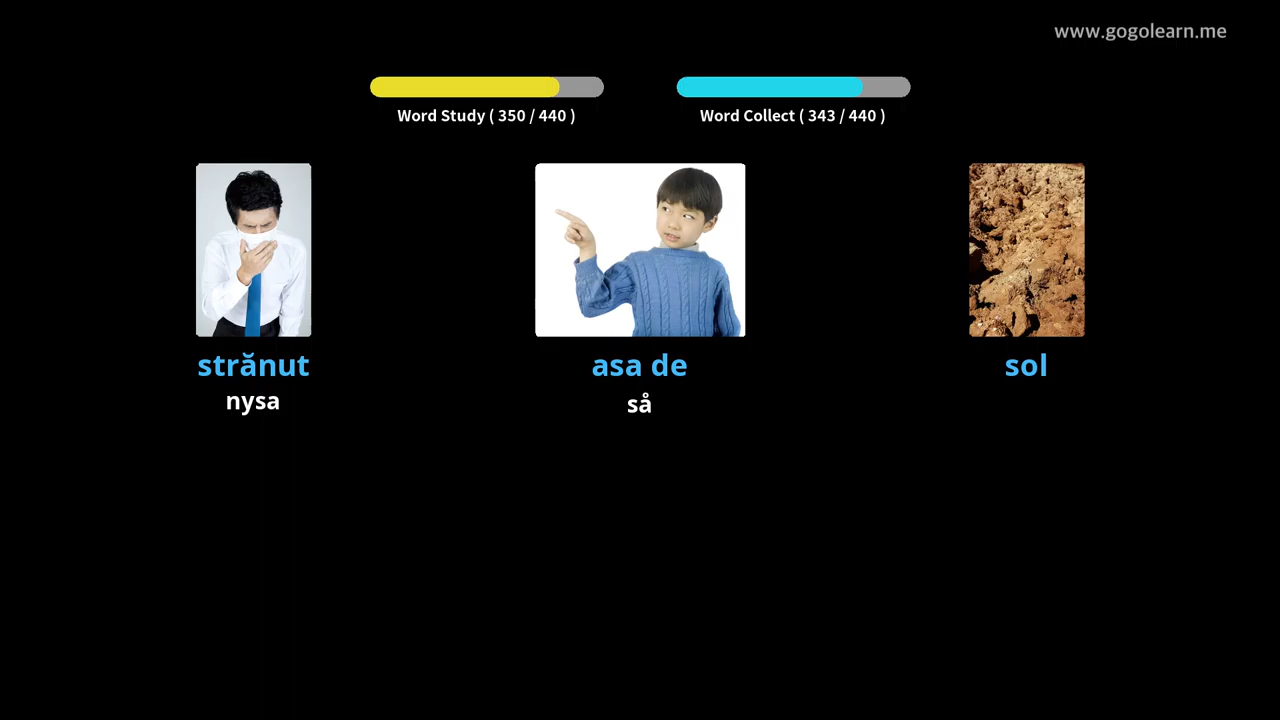 www.gogolearn.me
Word Study ( 350 / 440 )
Word Collect ( 343 / 440 )
strănut
nysa
asa de
så
sol